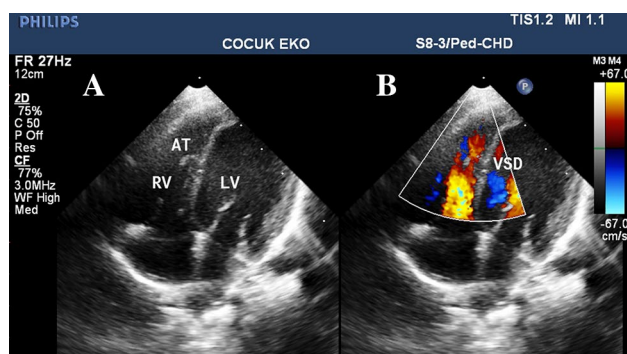 PHILIPS
TIS1.2 MI 1.1
COCUK EKO
S8-3/Ped-CHD
FR 27Hz
12cm
2D
75%
C 50
P Off
Res
CF
77%
3.0MHz
WF High
Med
A
AT
RV
LV
B
P
VSD
M3 M4
+67.0
-67.0
cm/s